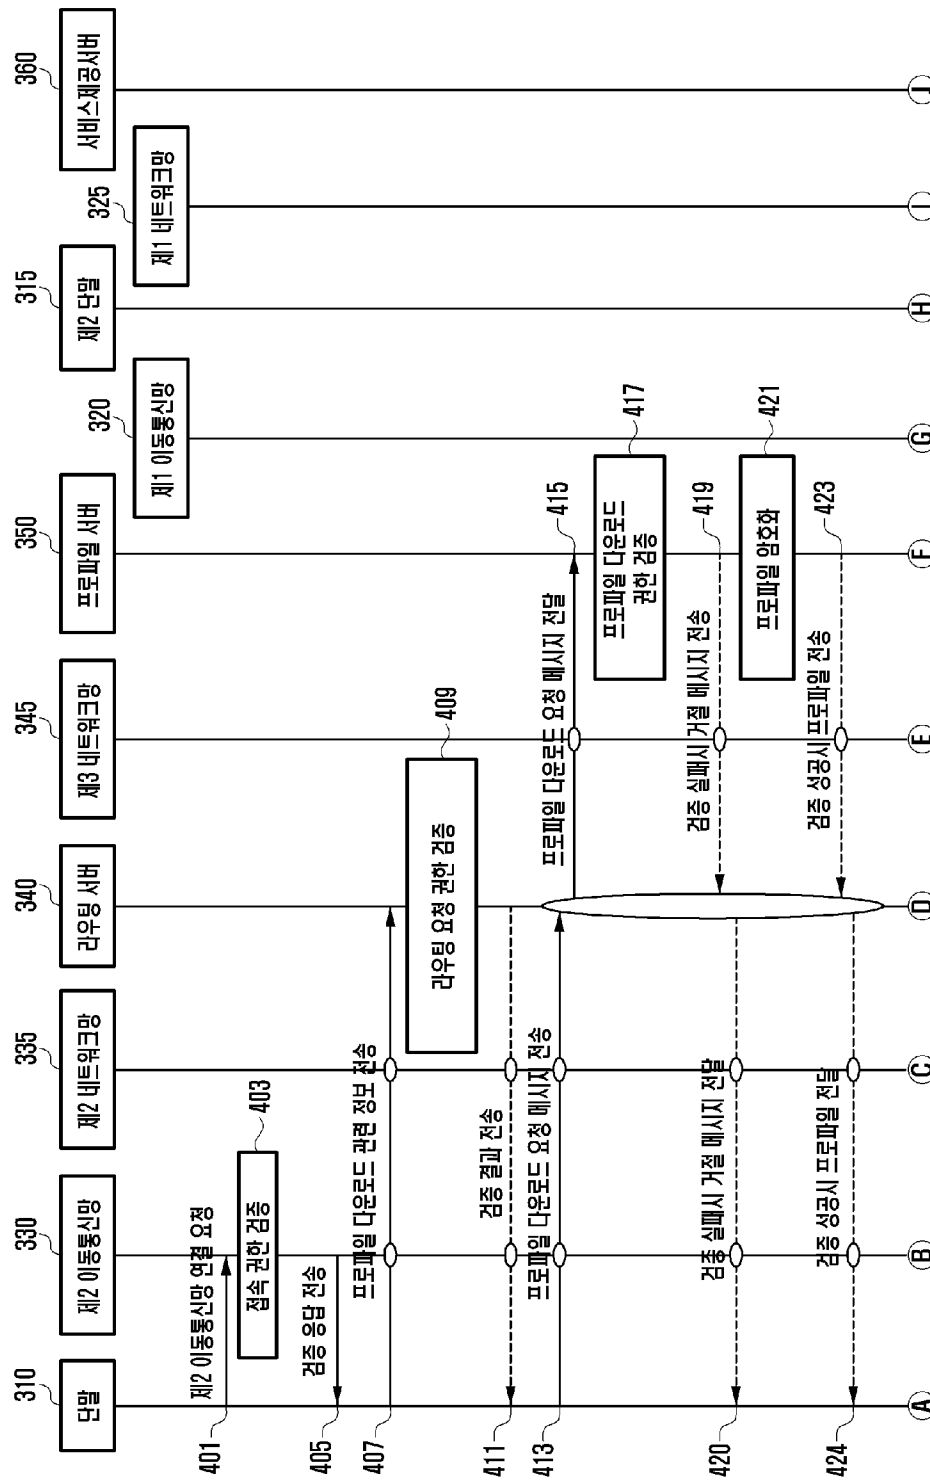 310
단말
330
제2 이동통신망
335
제2 네트워크망
340
라우팅 서버
345
제3 네트워크망
350
프로파일 서버
320
제1 이동통신망
315
제2 단말
325
제1 네트워크망
360
서비스제공서버
401
제2 이동통신망 연결 요청
403
접속 권한 검증
405
검증 응답 전송
407
프로파일 다운로드 관련 정보 전송
409
라우팅 요청 권한 검증
411
검증 결과 전송
413
프로파일 다운로드 요청 메시지 전송
415
프로파일 다운로드 요청 메시지 전달
417
프로파일 다운로드
권한 검증
419
검증 실패시 거절 메시지 전송
420
검증 실패시 거절 메시지 전달
421
프로파일 암호화
423
검증 성공시 프로파일 전송
424
검증 성공시 프로파일 전달
A
B
C
D
E
F
G
H
I
J